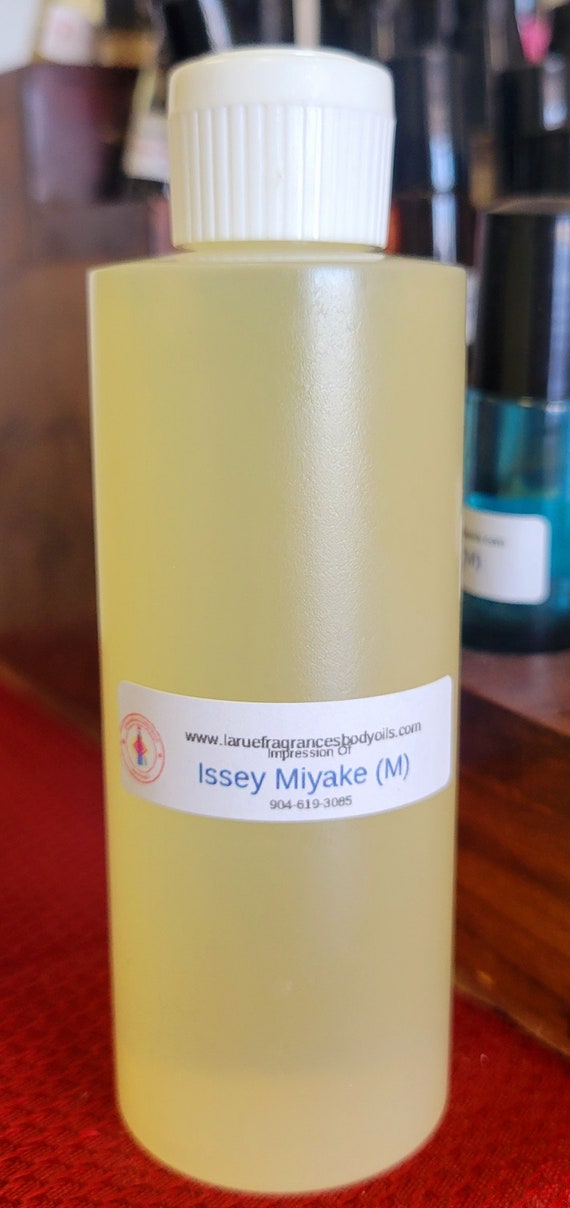 www.laruefragrancesbodyoils.com
Impression Of
Issey Miyake (M)
904-619-3085